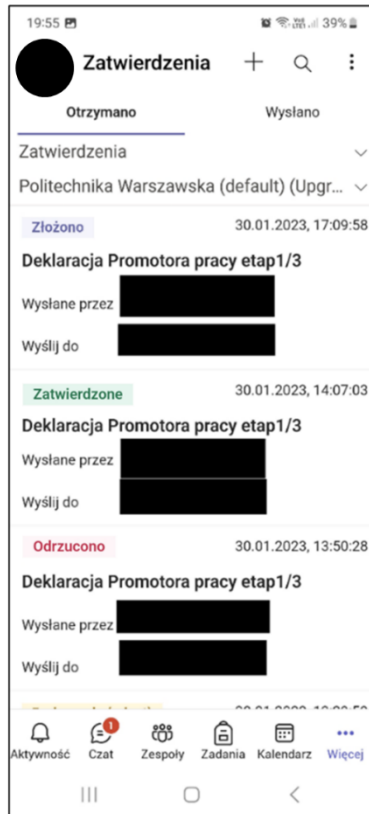 19:55 39%
Zatwierdzenia
Otrzymano Wysłano
Zatwierdzenia
Politechnika Warszawska (default) (Upgr...
Złożono 30.01.2023, 17:09:58
Deklaracja Promotora pracy etap1/3
Wysłane przez
Wyślij do
Zatwierdzone 30.01.2023, 14:07:03
Deklaracja Promotora pracy etap1/3
Wysłane przez
Wyślij do
Odrzucono 30.01.2023, 13:50:28
Deklaracja Promotora pracy etap1/3
Wysłane przez
Wyślij do
1
Aktywność Czat Zespoły Zadania Kalendarz Więcej